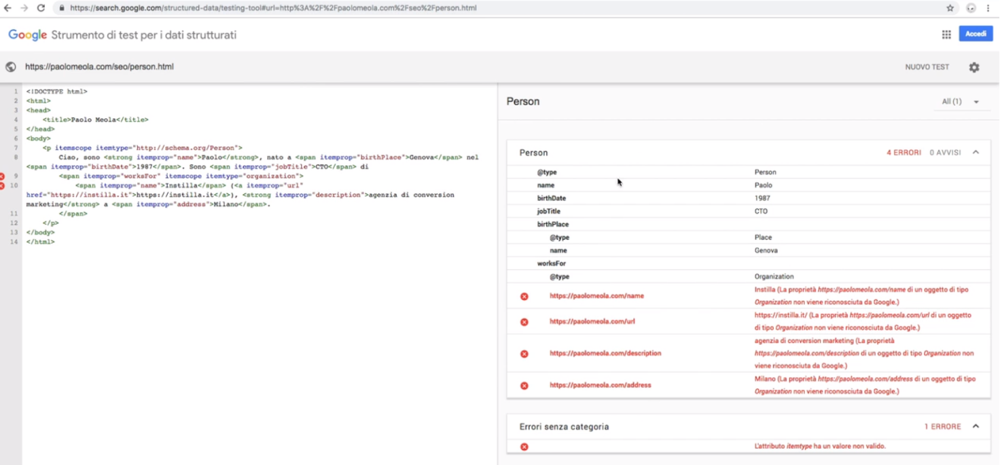 https://search.google.com/structured-data/testing-tool#url=http%3A%2F%2Fpaolomeola.com%2Fseo%2Fperson.html
Google Strumento di test per i dati strutturati
Accedi
https://paolomeola.com/seo/person.html
NUOVO TEST
1 <!DOCTYPE html>
2 <html>
3 <head>
4 <title>Paolo Meola</title>
5 </head>
6 <body>
7 <p itemscope itemtype="http://schema.org/Person">
8 Ciao, sono <strong itemprop="name">Paolo</strong>, nato a <span itemprop="birthPlace">Genova</span> nel
<span itemprop="birthDate">1987</span>. Sono <span itemprop="jobTitle">CTO</span> di
9 <span itemprop="worksFor" itemscope itemtype="organization">
10 <span itemprop="name">Instilla</span> (<a itemprop="url"
href="https://instilla.it">https://instilla.it</a>), <strong itemprop="description">agenzia di conversion
marketing</strong> a <span itemprop="address">Milano</span>.
11 </span>
12 </p>
13 </body>
14 </html>
Person
All (1)
Person
4 ERRORI 0 AVVISI
@type Person
name Paolo
birthDate 1987
jobTitle CTO
birthPlace
@type Place
name Genova
worksFor
@type Organization
https://paolomeola.com/name
Instilla (La proprietà https://paolomeola.com/name di un oggetto di tipo
Organization non viene riconosciuta da Google.)
https://paolomeola.com/url
https://instilla.it/ (La proprietà https://paolomeola.com/url di un oggetto
di tipo Organization non viene riconosciuta da Google.)
https://paolomeola.com/description
agenzia di conversion marketing (La proprietà
https://paolomeola.com/description di un oggetto di tipo Organization non
viene riconosciuta da Google.)
https://paolomeola.com/address
Milano (La proprietà https://paolomeola.com/address di un oggetto di tipo
Organization non viene riconosciuta da Google.)
Errori senza categoria
1 ERRORE
L'attributo itemtype ha un valore non valido.